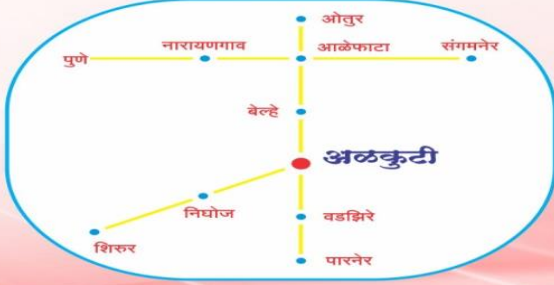 ओतुर
पुणे नारायणगाव आळेफाटा संगमनेर
बेल्हे
अळकुटी
निघोज वडझिरे
शिरुर
पारनेर